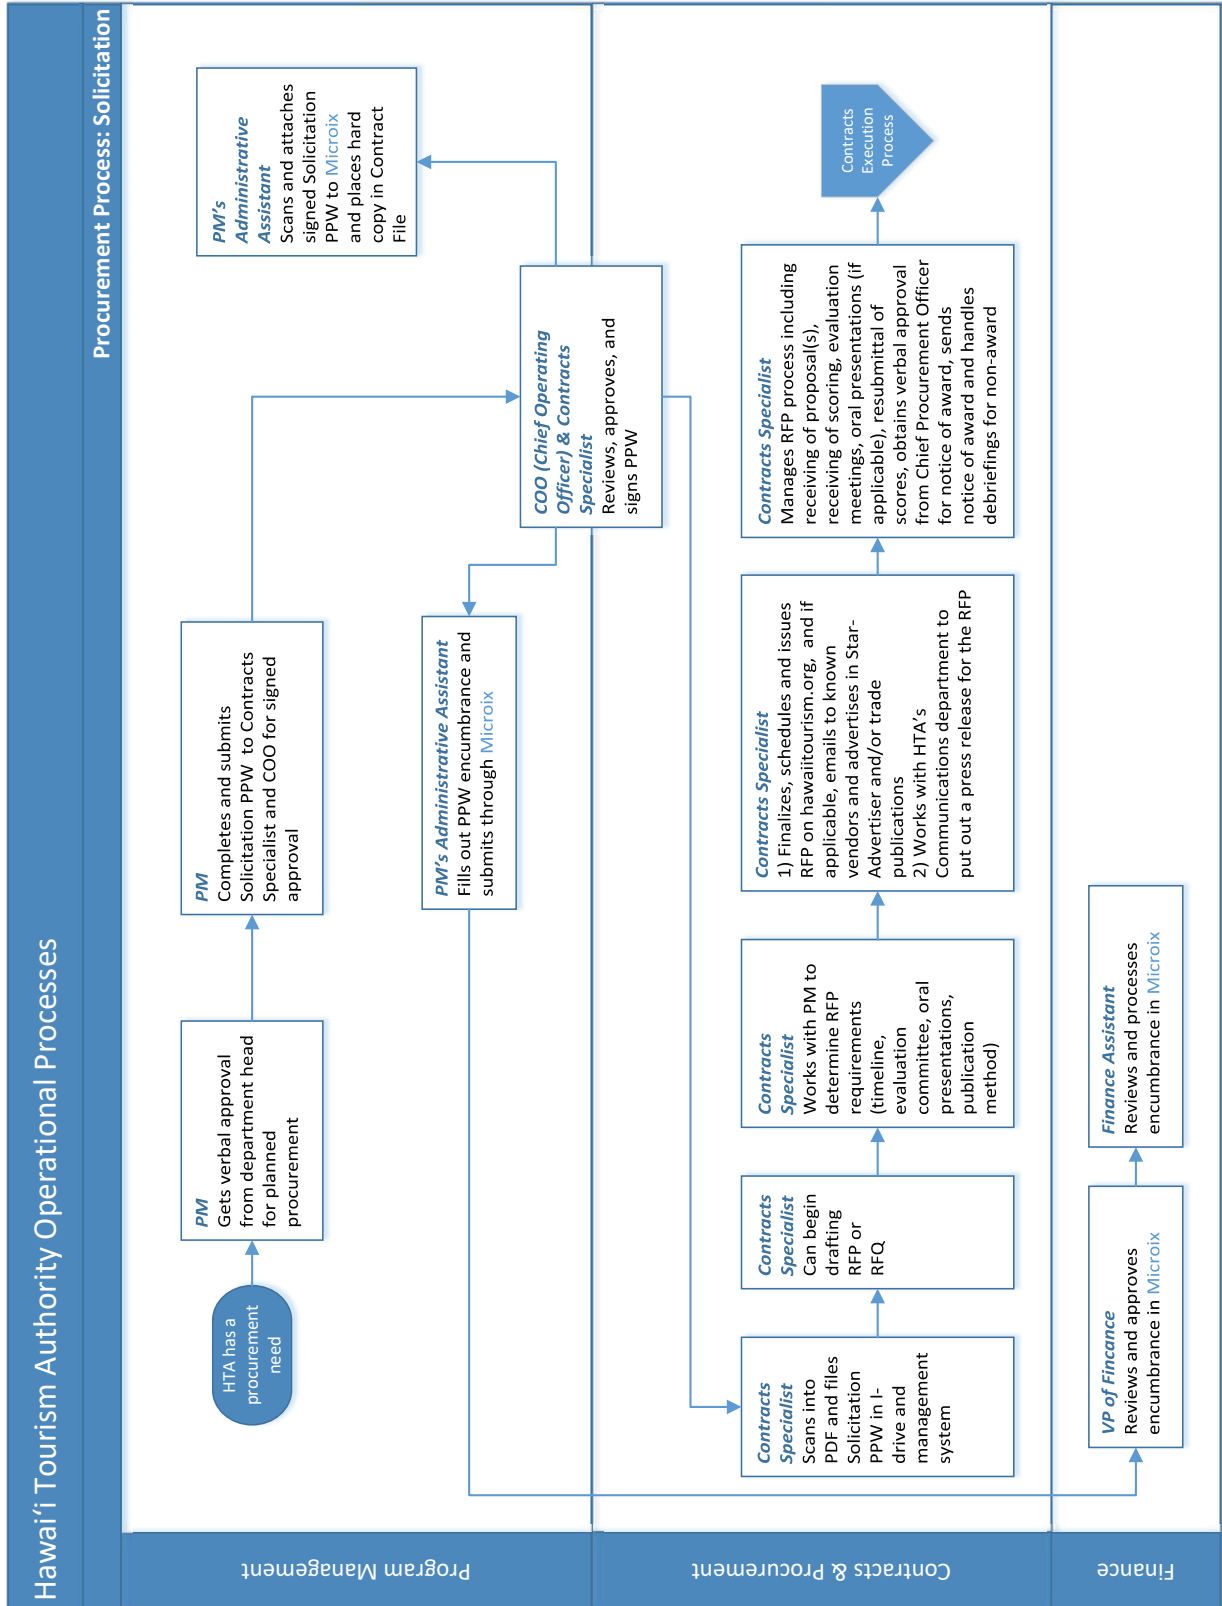 Hawai‘i Tourism Authority Operational Processes
Procurement Process: Solicitation
Program Management
HTA has a
procurement
need
PM
Gets verbal approval
from department head
for planned
procurement
PM
Completes and submits
Solicitation PPW to Contracts
Specialist and COO for signed
approval
PM's
Administrative
Assistant
Scans and attaches
signed Solicitation
PPW to Microix
and places hard
copy in Contract
File
PM's Administrative Assistant
Fills out PPW encumbrance and
submits through Microix
COO (Chief Operating
Officer) & Contracts
Specialist
Reviews, approves, and
signs PPW
Contracts & Procurement
Contracts
Specialist
Scans into
PDF and files
Solicitation
PPW in I-
drive and
management
system
Contracts
Specialist
Can begin
drafting
RFP or
RFQ
Contracts
Specialist
Works with PM to
determine RFP
requirements
(timeline,
evaluation
committee, oral
presentations,
publication
method)
Contracts Specialist
1) Finalizes, schedules and issues
RFP on hawaiitourism.org, and if
applicable, emails to known
vendors and advertises in Star-
Advertiser and/or trade
publications
2) Works with HTA's
Communications department to
put out a press release for the RFP
Contracts Specialist
Manages RFP process including
receiving of proposal(s),
receiving of scoring, evaluation
meetings, oral presentations (if
applicable), resubmittal of
scores, obtains verbal approval
from Chief Procurement Officer
for notice of award, sends
notice of award and handles
debriefings for non-award
Contracts
Execution
Process
Finance
VP of Fincance
Reviews and approves
encumbrance in Microix
Finance Assistant
Reviews and processes
encumbrance in Microix